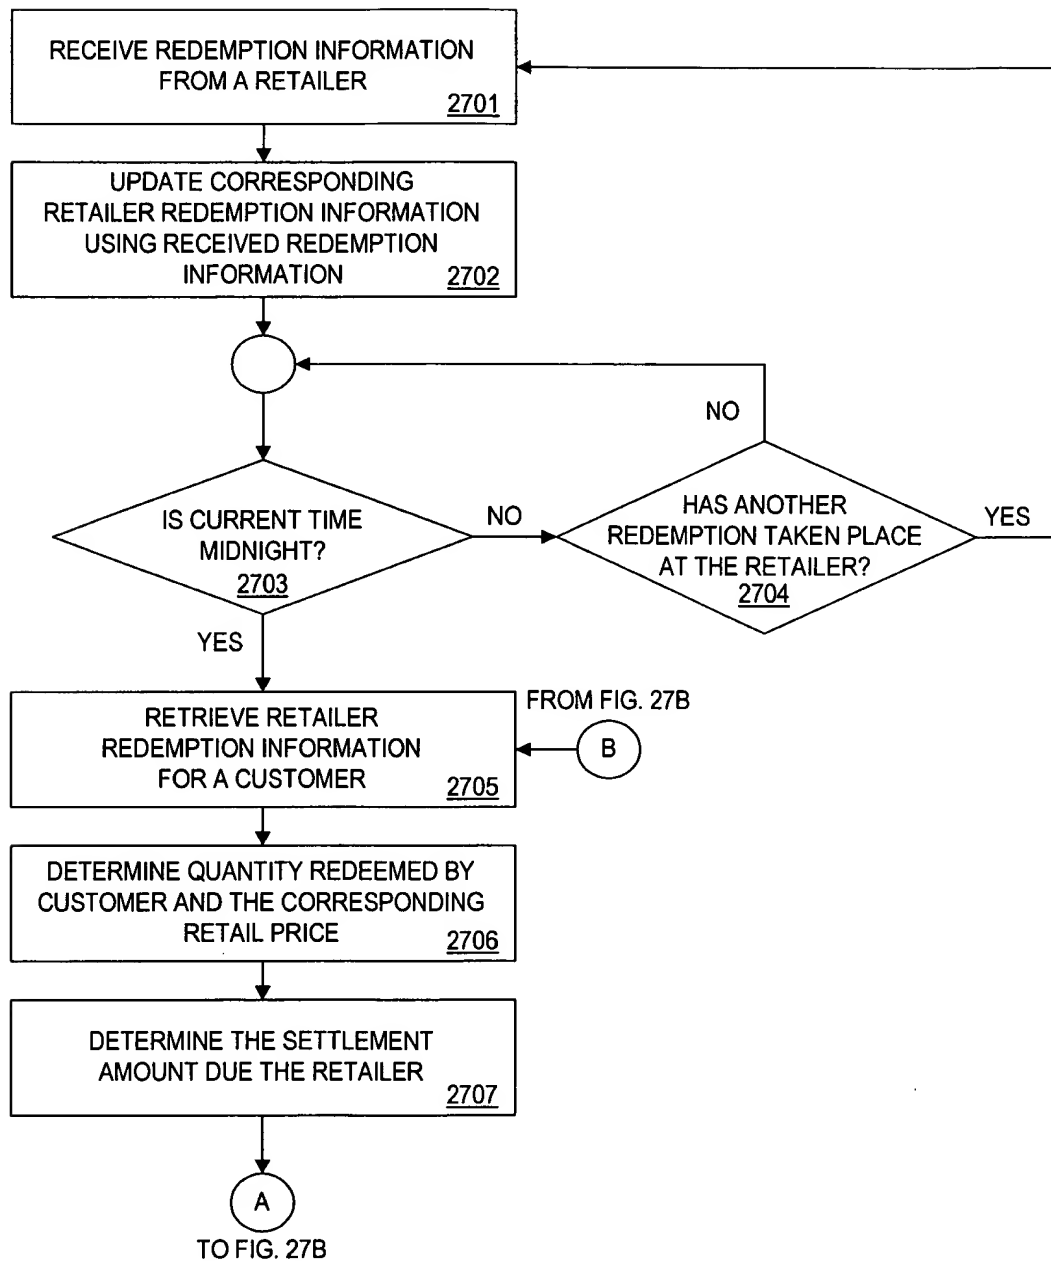 RECEIVE REDEMPTION INFORMATION
FROM A RETAILER
2701
UPDATE CORRESPONDING
RETAILER REDEMPTION INFORMATION
USING RECEIVED REDEMPTION
INFORMATION
2702
NO
IS CURRENT TIME
MIDNIGHT?
2703
NO
HAS ANOTHER
REDEMPTION TAKEN PLACE
AT THE RETAILER?
2704
YES
YES
RETRIEVE RETAILER
REDEMPTION INFORMATION
FOR A CUSTOMER
2705
FROM FIG. 27B
B
DETERMINE QUANTITY REDEEMED BY
CUSTOMER AND THE CORRESPONDING
RETAIL PRICE
2706
DETERMINE THE SETTLEMENT
AMOUNT DUE THE RETAILER
2707
A
TO FIG. 27B